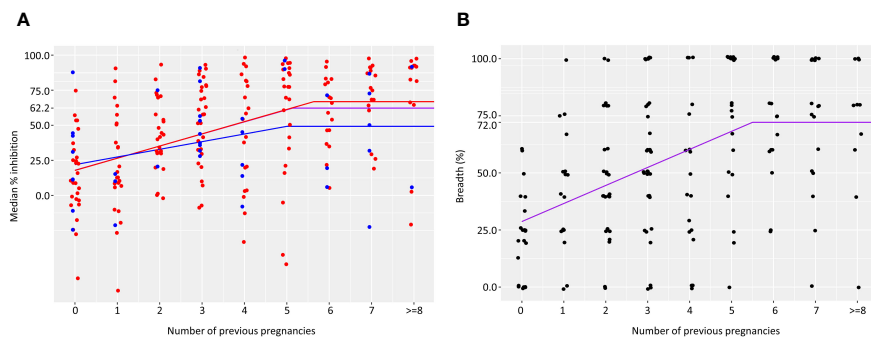 A
100.0
75.0
62.2
50.0
25.0
0.0
Median % inhibition
0 1 2 3 4 5 6 7 >=8
Number of previous pregnancies
B
100.0
75.0
72.0
50.0
25.0
0.0
Breadth (%)
0 1 2 3 4 5 6 7 >=8
Number of previous pregnancies